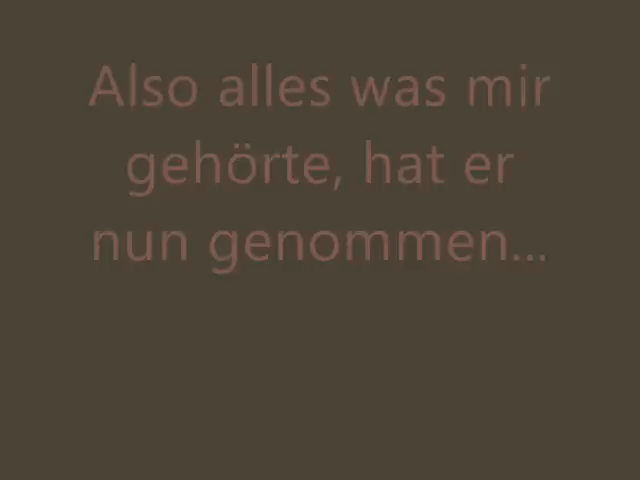 Also alles was mir
gehörte, hat er
nun genommen...